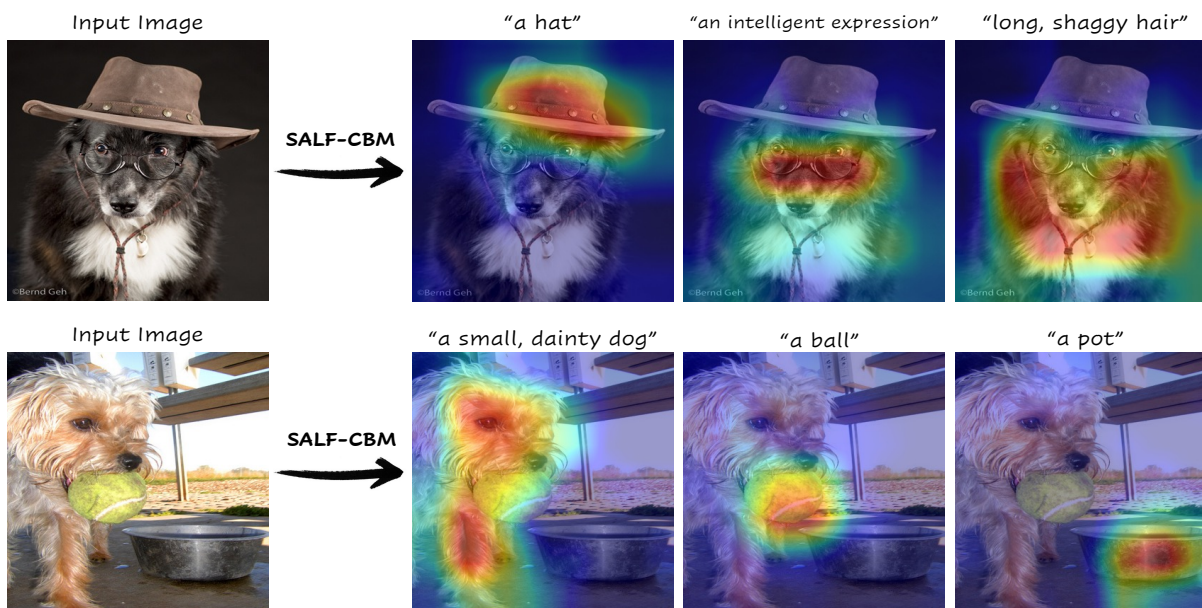 Input Image
"a hat"
"an intelligent expression"
"long, shaggy hair"
SALF-CBM
©Bernd Geh
©Bernd Geh
©Bernd Geh
©Bernd Geh
Input Image
"a small, dainty dog"
"a ball"
"a pot"
SALF-CBM